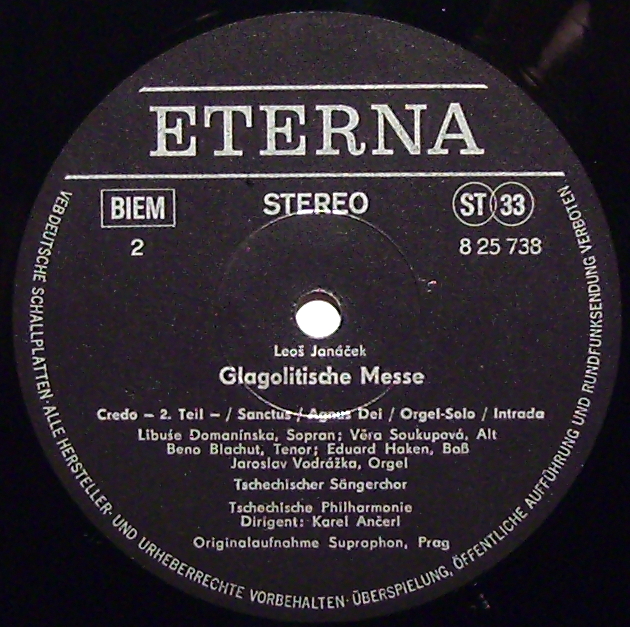 ETERNA
BIEM STEREO ST 33
2 8 25 738
Leoš Janáček
Glagolitische Messe
Credo – 2. Teil – / Sanctus / Agnus Dei / Orgel-Solo / Intrada
Libuše Domanínska, Sopran; Věra Soukupová, Alt
Beno Blachut, Tenor; Eduard Haken, Baß
Jaroslav Vodrážka, Orgel
Tschechischer Sängerchor
Tschechische Philharmonie
Dirigent: Karel Ančerl
Originalaufnahme Supraphon, Prag
VEB DEUTSCHE SCHALLPLATTEN · ALLE HERSTELLER- UND URHEBERRECHTE VORBEHALTEN · ÜBERSPIELUNG, ÖFFENTLICHE AUFFÜHRUNG UND RUNDFUNKSENDUNG VERBOTEN